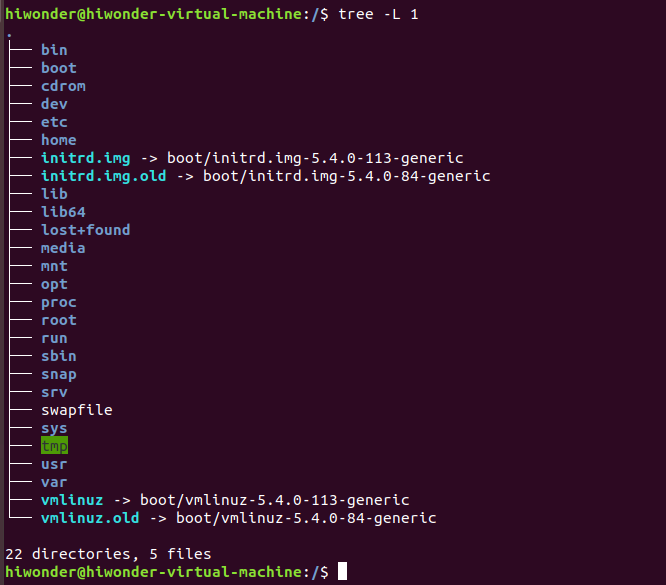 hiwonder@hiwonder-virtual-machine:/$ tree -L 1
.
├── bin
├── boot
├── cdrom
├── dev
├── etc
├── home
├── initrd.img -> boot/initrd.img-5.4.0-113-generic
├── initrd.img.old -> boot/initrd.img-5.4.0-84-generic
├── lib
├── lib64
├── lost+found
├── media
├── mnt
├── opt
├── proc
├── root
├── run
├── sbin
├── snap
├── srv
├── swapfile
├── sys
├── tmp
├── usr
├── var
├── vmlinuz -> boot/vmlinuz-5.4.0-113-generic
└── vmlinuz.old -> boot/vmlinuz-5.4.0-84-generic
22 directories, 5 files
hiwonder@hiwonder-virtual-machine:/$